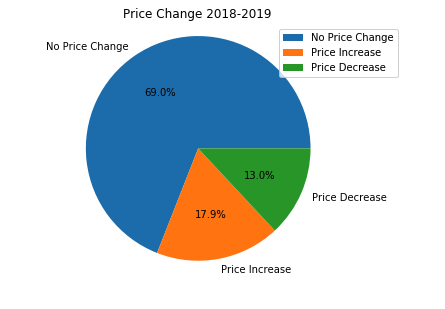 Price Change 2018-2019
No Price Change
Price Increase
Price Decrease
No Price Change
69.0%
13.0%
Price Decrease
17.9%
Price Increase